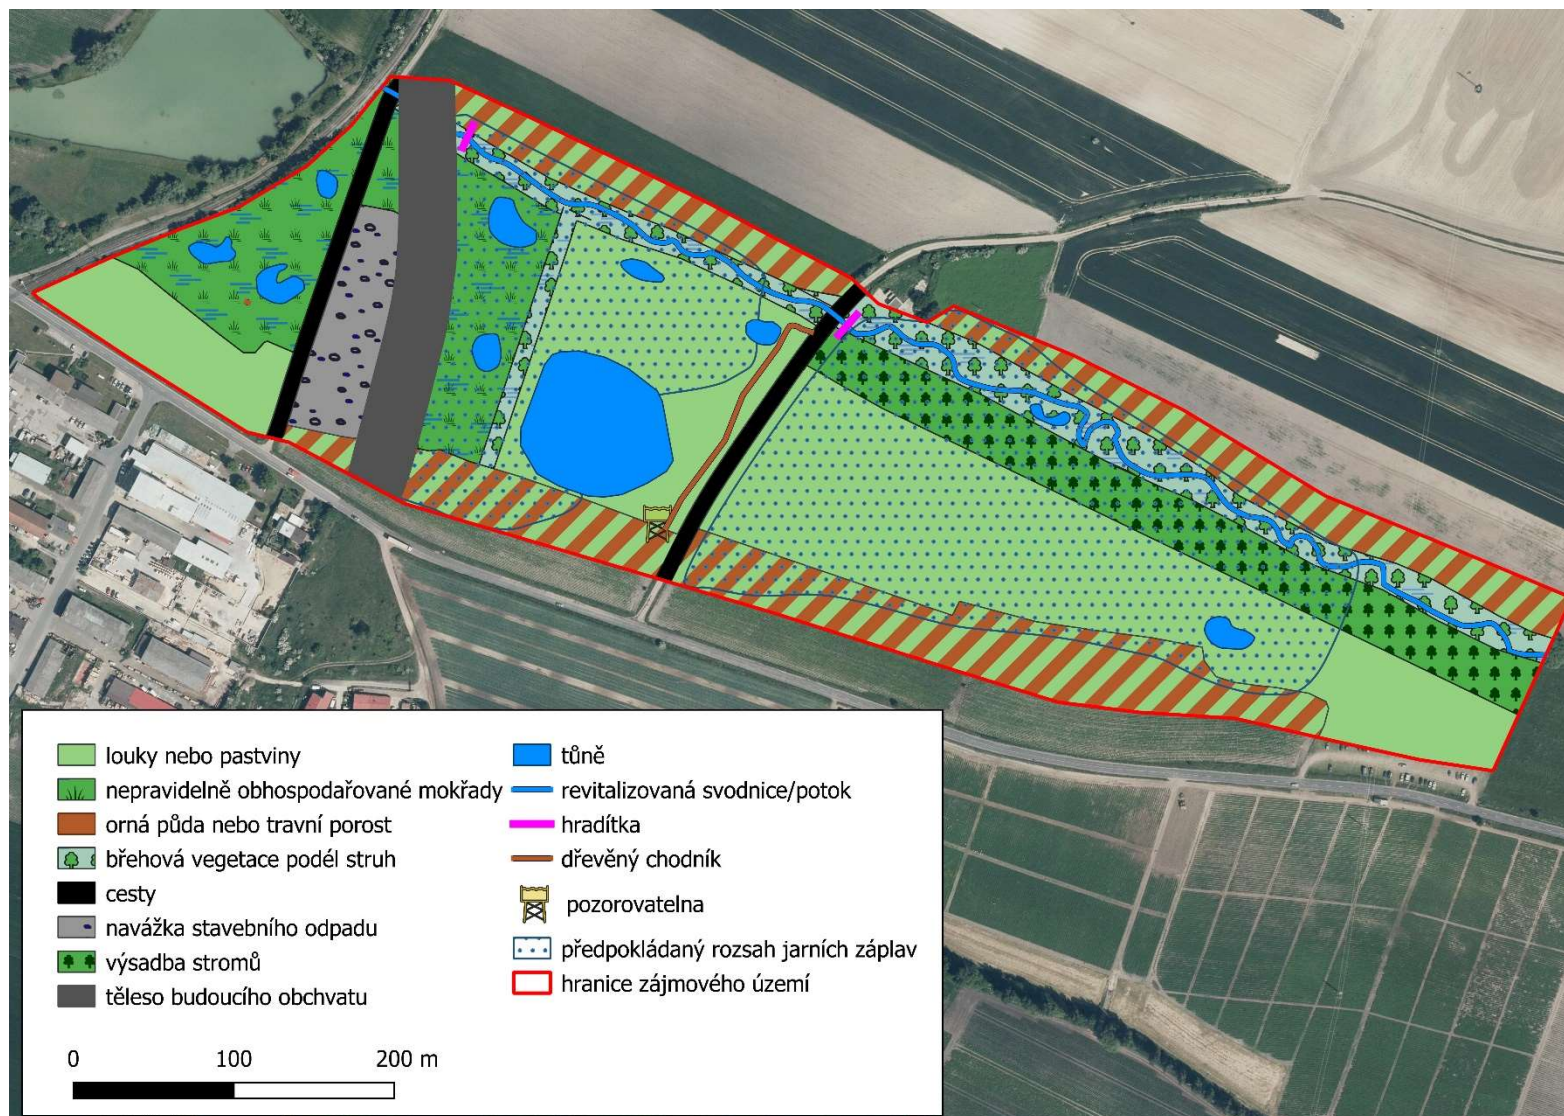 louky nebo pastviny
nepravidelně obhospodařované mokřady
orná půda nebo travní porost
břehová vegetace podél struh
cesty
navážka stavebního odpadu
výsadba stromů
těleso budoucího obchvatu
tůně
revitalizovaná svodnice/potok
hradítka
dřevěný chodník
pozorovatelna
předpokládaný rozsah jarních záplav
hranice zájmového území
0 100 200 m